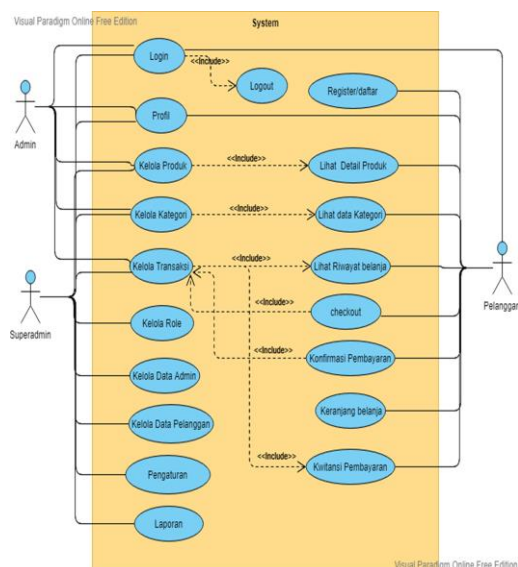 Visual Paradigm Online Free Edition
System
Login
<<Include>>
Logout
Register/daftar
Admin
Profil
Kelola Produk
<<Include>>
Lihat Detail Produk
Kelola Kategori
<<Include>>
Lihat data Kategori
Kelola Transaksi
<<Include>>
Lihat Riwayat belanja
Pelanggan
Superadmin
<<Include>>
checkout
Kelola Role
<<Include>>
Konfirmasi Pembayaran
Kelola Data Admin
Keranjang belanja
Kelola Data Pelanggan
<<Include>>
Kwitansi Pembayaran
Pengaturan
Laporan
Visual Paradigm Online Free Edition